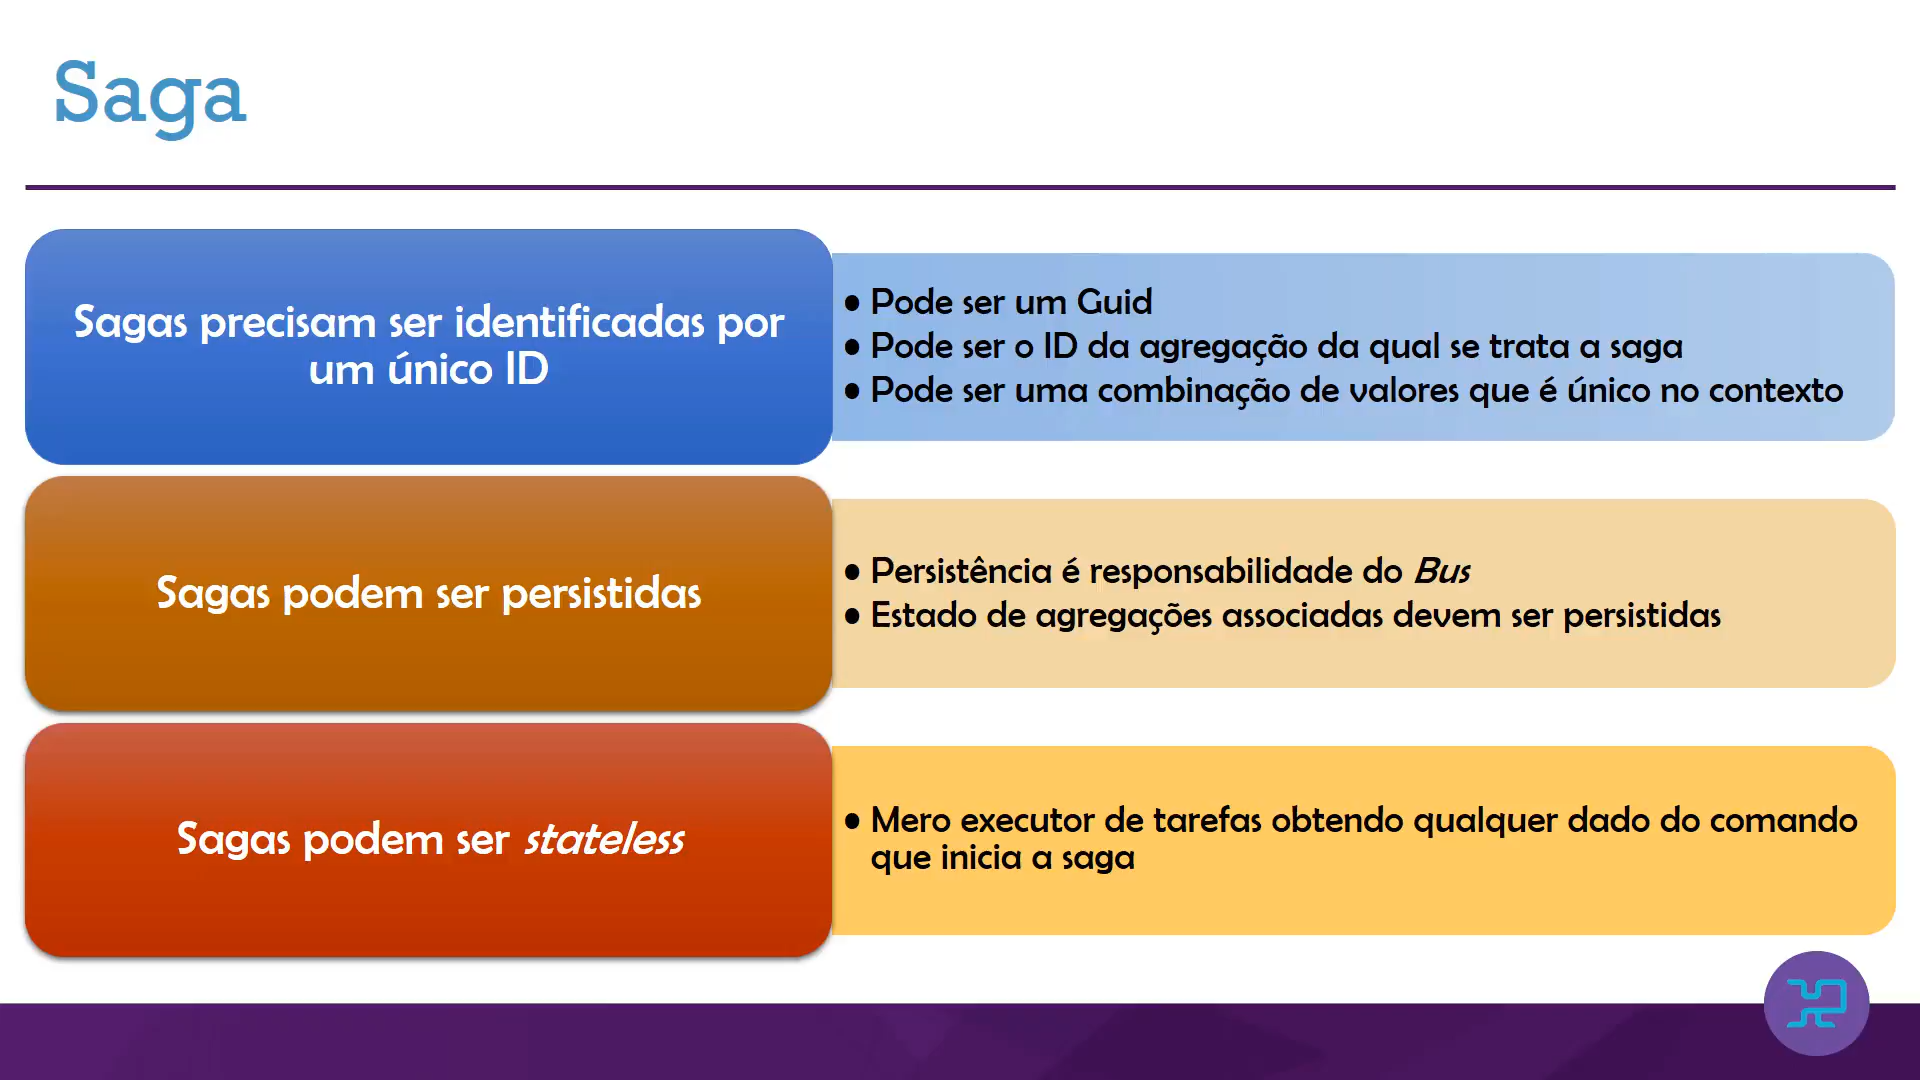 Saga
Sagas precisam ser identificadas por
um único ID
• Pode ser um Guid
• Pode ser o ID da agregação da qual se trata a saga
• Pode ser uma combinação de valores que é único no contexto
Sagas podem ser persistidas
• Persistência é responsabilidade do Bus
• Estado de agregações associadas devem ser persistidas
Sagas podem ser stateless
• Mero executor de tarefas obtendo qualquer dado do comando
que inicia a saga